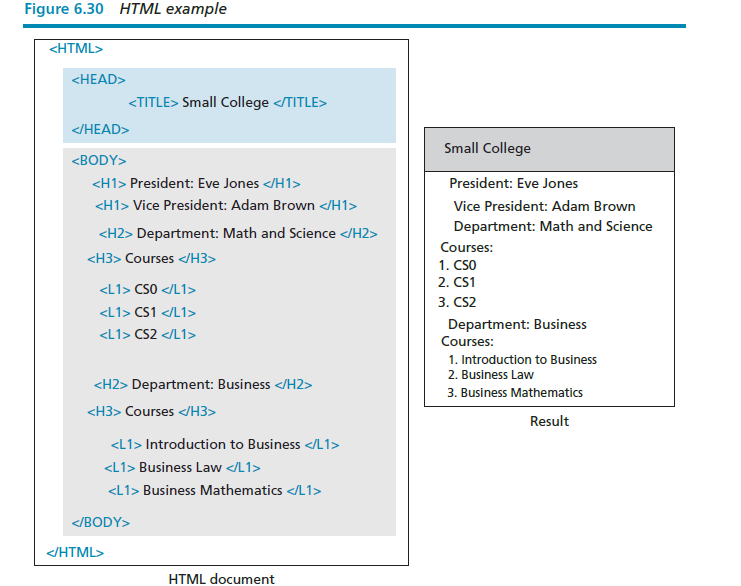 Figure 6.30 HTML example
<HTML>
<HEAD>
<TITLE> Small College </TITLE>
</HEAD>
<BODY>
<H1> President: Eve Jones </H1>
<H1> Vice President: Adam Brown </H1>
<H2> Department: Math and Science </H2>
<H3> Courses </H3>
<L1> CS0 </L1>
<L1> CS1 </L1>
<L1> CS2 </L1>
<H2> Department: Business </H2>
<H3> Courses </H3>
<L1> Introduction to Business </L1>
<L1> Business Law </L1>
<L1> Business Mathematics </L1>
</BODY>
</HTML>
HTML document
Small College
President: Eve Jones
Vice President: Adam Brown
Department: Math and Science
Courses:
1. CS0
2. CS1
3. CS2
Department: Business
Courses:
1. Introduction to Business
2. Business Law
3. Business Mathematics
Result